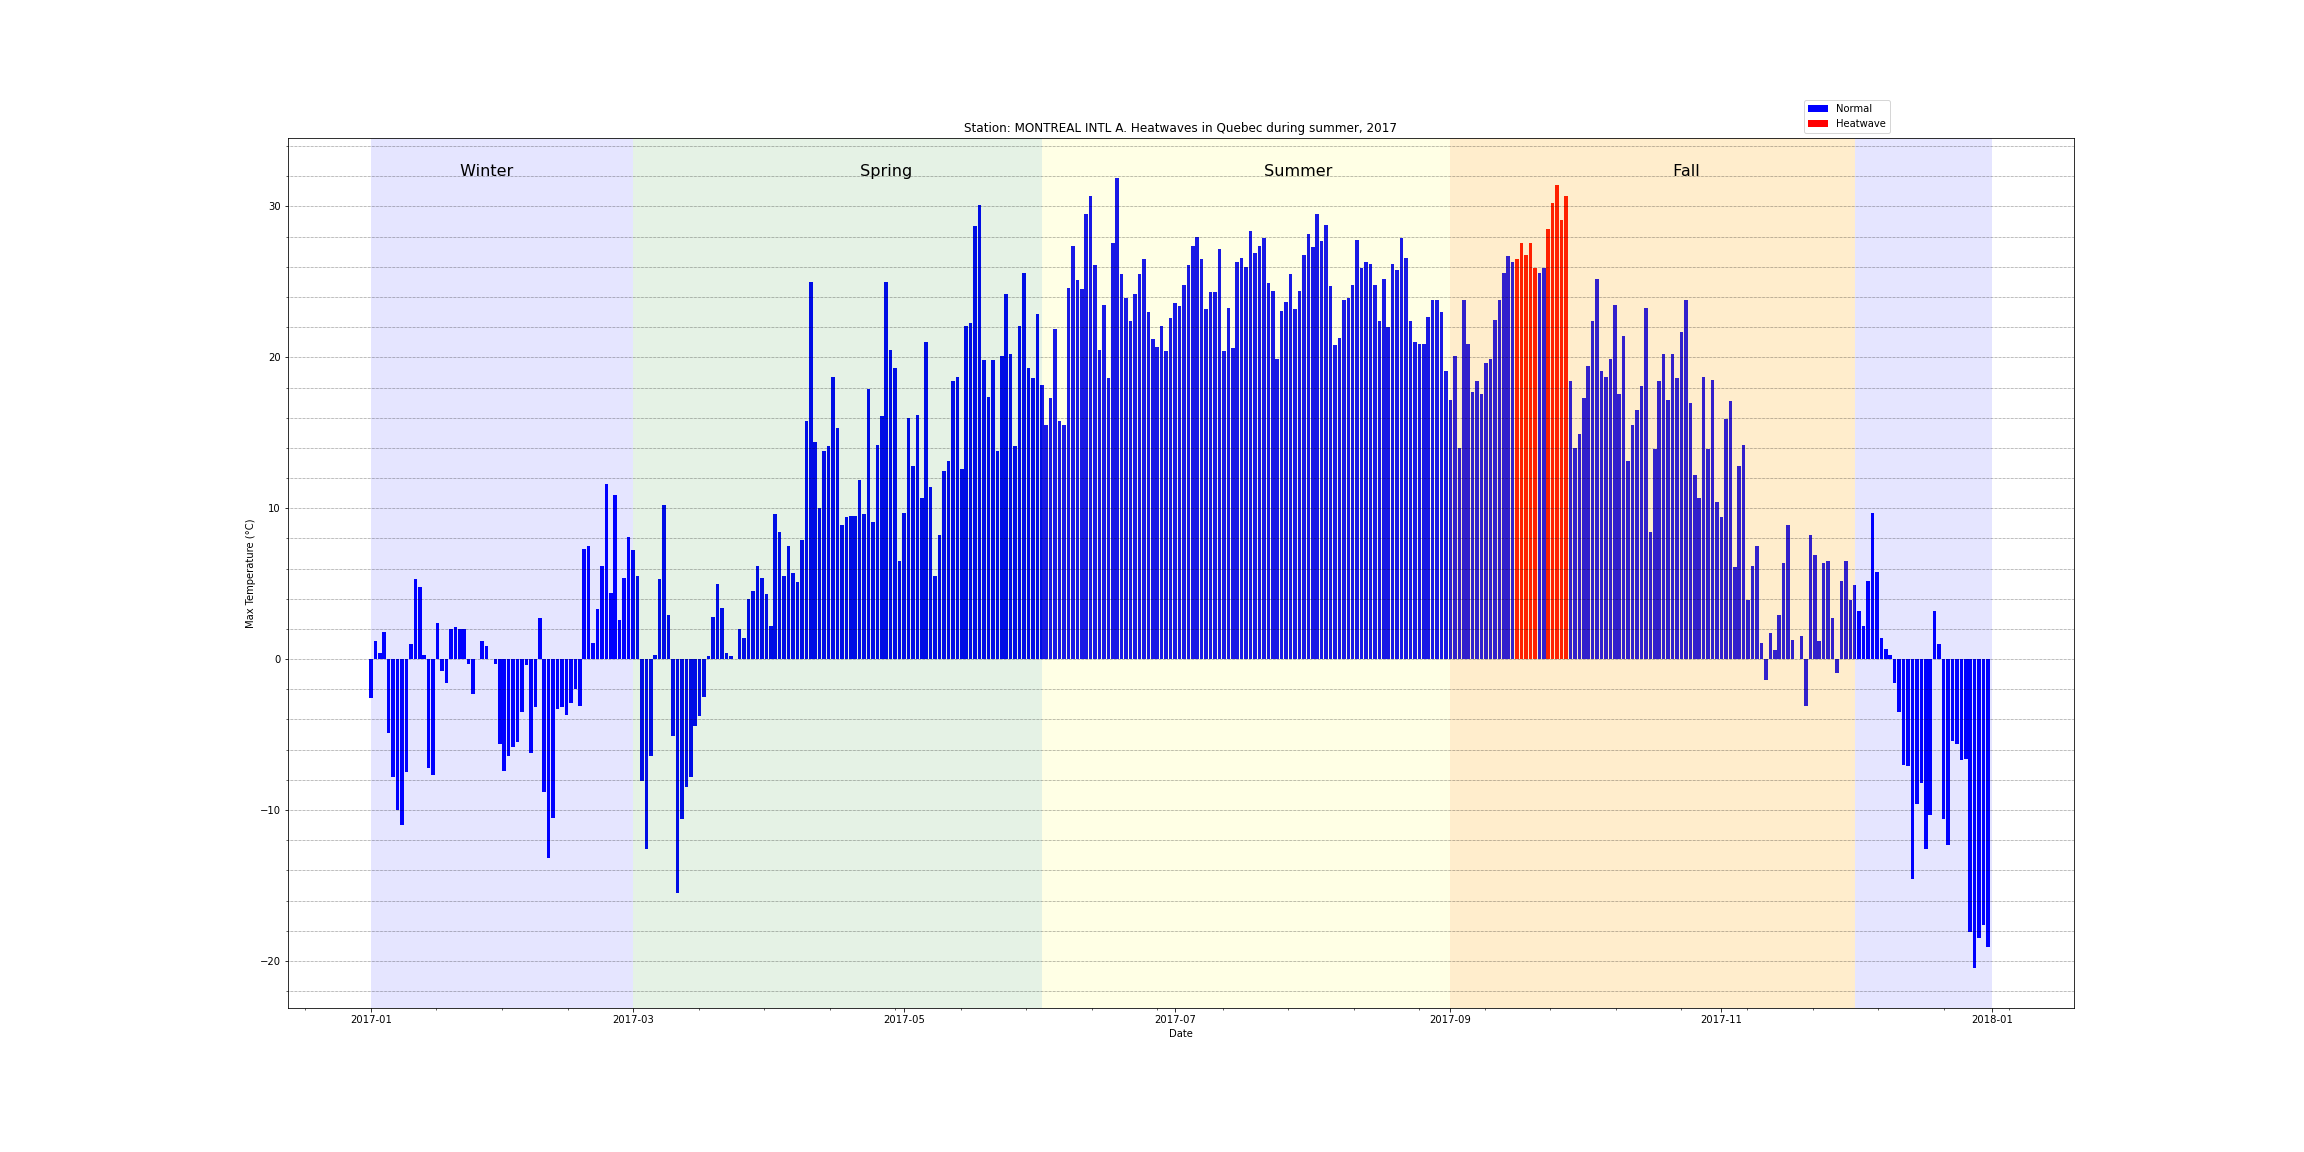 Normal
Heatwave
Station: MONTREAL INTL A. Heatwaves in Quebec during summer, 2017
Winter Spring Summer Fall
30
20
10
0
−10
−20
Max Temperature (°C)
2017-01 2017-03 2017-05 2017-07 2017-09 2017-11 2018-01
Date